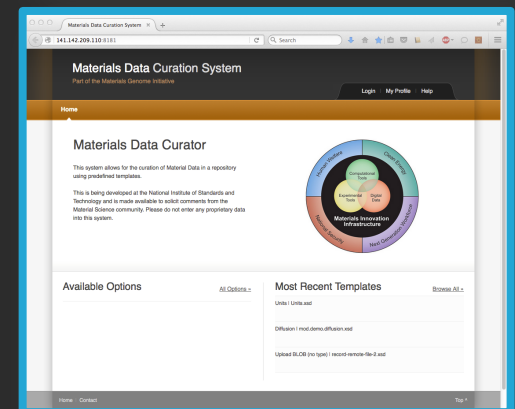 Materials Data Curation System
141.142.209.110:8181
Search
Materials Data Curation System
Part of the Materials Genome Initiative
Login
My Profile
Help
Home
Materials Data Curator
This system allows for the curation of Material Data in a repository
using predefined templates.
This is being developed at the National Institute of Standards and
Technology and is made available to solicit comments from the
Material Science community. Please do not enter any proprietary data
into this system.
Human Welfare
Clean Energy
Computational
Tools
Experimental
Tools
Digital
Data
Materials Innovation
Infrastructure
National Security
Next Generation Workforce
Available Options
All Options »
Most Recent Templates
Browse All »
Units | Units.xsd
Diffusion | mod.demo.diffusion.xsd
Upload BLOB (no type) | record-remote-file-2.xsd
Home
Contact
Top ^